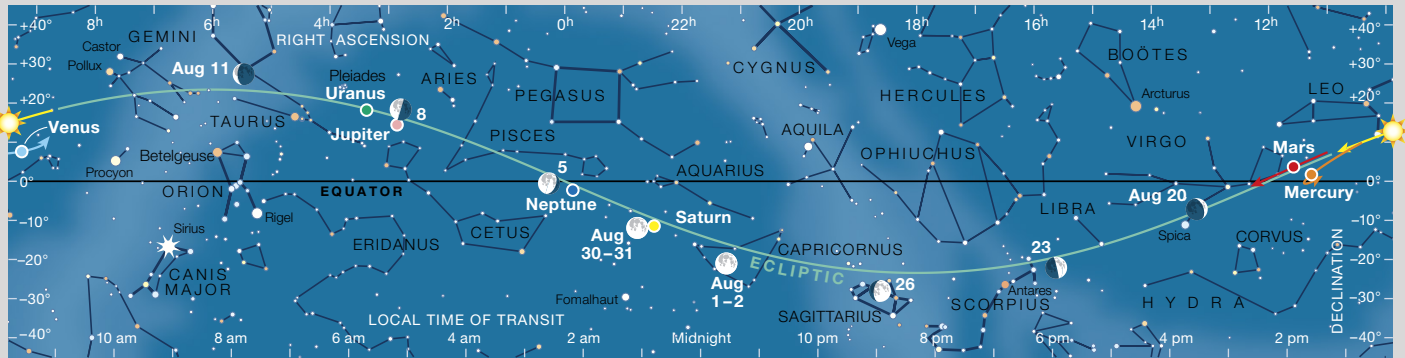 +40° 8h 6h 4h 2h 0h 22h 20h 18h 16h 14h 12h +40°
GEMINI
RIGHT ASCENSION
Castor
Pollux
+30°
Aug 11
Pleiades
Uranus
ARIES
PEGASUS
CYGNUS
Vega
HERCULES
BOÖTES
LEO
+30°
+20°
TAURUS
Jupiter
8
PISCES
AQUILA
Arcturus
+20°
Venus
Betelgeuse
Procyon
OPHIUCHUS
VIRGO
Mars
+10°
AQUARIUS
0°
ORION
EQUATOR
5
Neptune
Aug 20
Mercury
0°
–10°
Rigel
Sirius
ERIDANUS
CETUS
Aug
30–31
Saturn
LIBRA
Spica
CORVUS
–10°
–20°
CANIS
MAJOR
Aug
1–2
CAPRICORNUS
ECLIPTIC
23
–20°
–30°
Fomalhaut
26
SAGITTARIUS
Antares
SCORPIUS
HYDRA
DECLINATION
–30°
LOCAL TIME OF TRANSIT
–40° 10 am 8 am 6 am 4 am 2 am Midnight 10 pm 8 pm 6 pm 4 pm 2 pm –40°